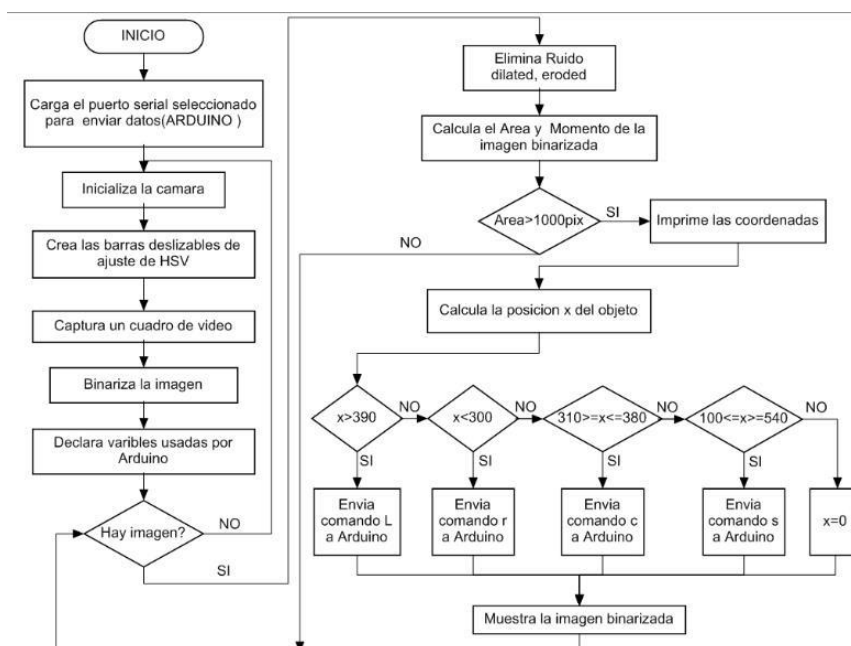 INICIO
Carga el puerto serial seleccionado
para enviar datos(ARDUINO )
Inicializa la camara
Crea las barras deslizables de
ajuste de HSV
Captura un cuadro de video
Binariza la imagen
Declara varibles usadas por
Arduino
Hay imagen?
NO
SI
Elimina Ruido
dilated, eroded
Calcula el Area y Momento de la
imagen binarizada
Area>1000pix
SI
NO
Imprime las coordenadas
Calcula la posicion x del objeto
x>390
NO
x<300
NO
310>=x<=380
NO
100<=x>=540
NO
SI
SI
SI
SI
Envia
comando L
a Arduino
Envia
comando r
a Arduino
Envia
comando c
a Arduino
Envia
comando s
a Arduino
x=0
Muestra la imagen binarizada